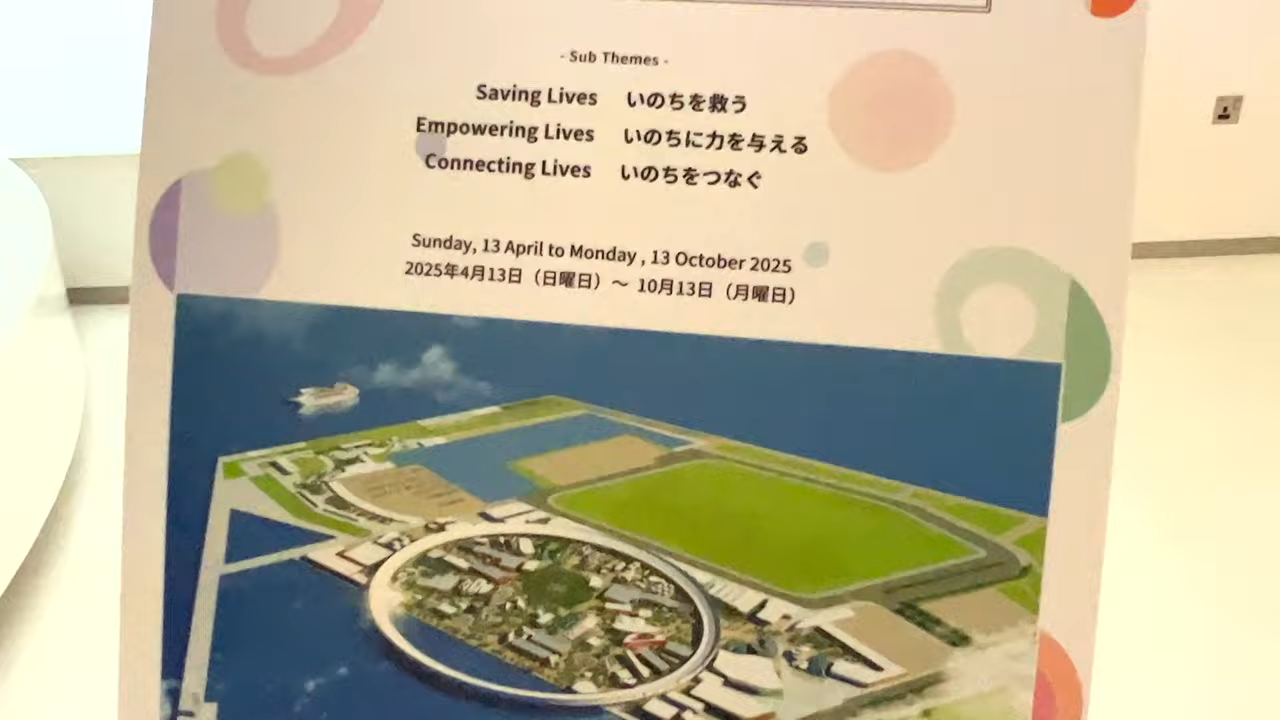 - Sub Themes -
Saving Lives いのちを救う
Empowering Lives いのちに力を与える
Connecting Lives いのちをつなぐ
Sunday, 13 April to Monday , 13 October 2025
2025年4月13日（日曜日）～ 10月13日（月曜日）